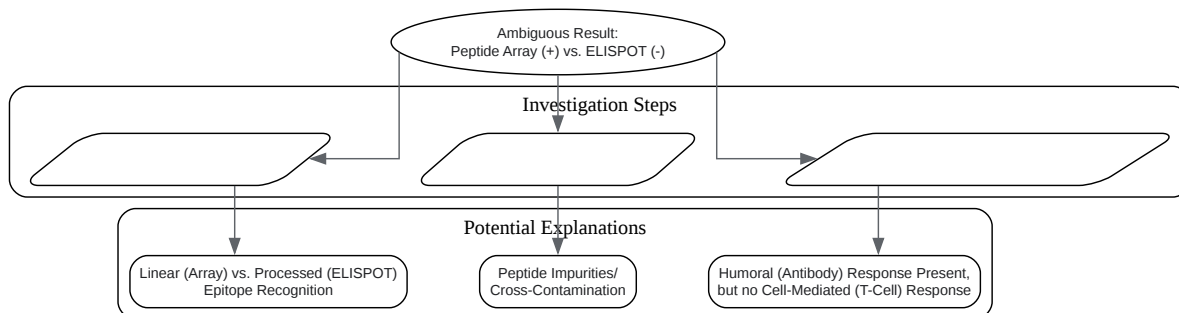 Ambiguous Result:
Peptide Array (+) vs. ELISPOT (-)
Investigation Steps
Potential Explanations
Linear (Array) vs. Processed (ELISPOT)
Epitope Recognition
Peptide Impurities/
Cross-Contamination
Humoral (Antibody) Response Present,
but no Cell-Mediated (T-Cell) Response